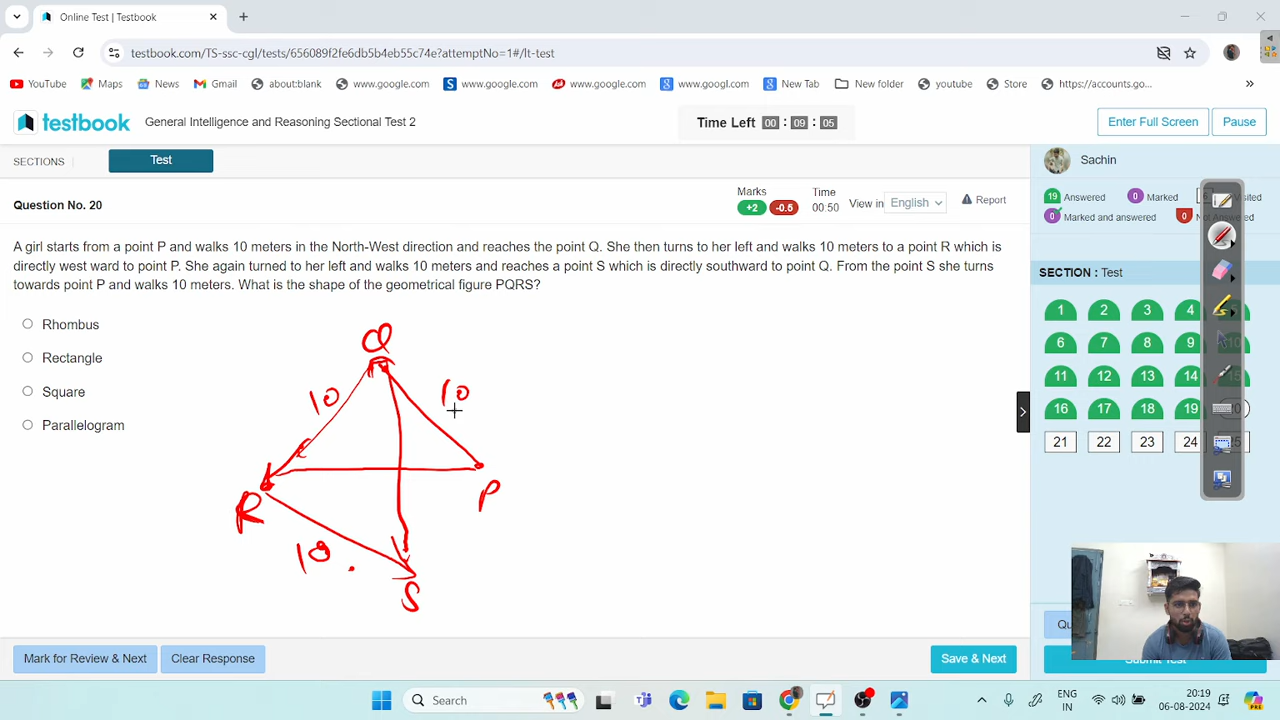 Online Test | Testbook
testbook.com/TS-ssc-cgl/tests/656089f2fe6db5b4eb55c74e?attemptNo=1#/lt-test
YouTube Maps News Gmail about:blank www.google.com www.google.com www.google.com www.googl.com New Tab New folder youtube Store https://accounts.go...
testbook General Intelligence and Reasoning Sectional Test 2 Time Left 00 : 09 : 05 Enter Full Screen Pause
SECTIONS Test Sachin
Question No. 20 Marks +2 -0.5 Time 00:50 View in English Report
19 Answered 0 Marked
0 Marked and answered 0
A girl starts from a point P and walks 10 meters in the North-West direction and reaches the point Q. She then turns to her left and walks 10 meters to a point R which is
directly west ward to point P. She again turned to her left and walks 10 meters and reaches a point S which is directly southward to point Q. From the point S she turns
towards point P and walks 10 meters. What is the shape of the geometrical figure PQRS?
SECTION : Test
Rhombus
Rectangle
Square
Parallelogram
Q
10 10
P
R
10
S
1 2 3 4
6 7 8 9 10
11 12 13 14 15
16 17 18 19 20
21 22 23 24 25
Mark for Review & Next Clear Response Save & Next Submit Test
Search ENG IN 20:19 06-08-2024